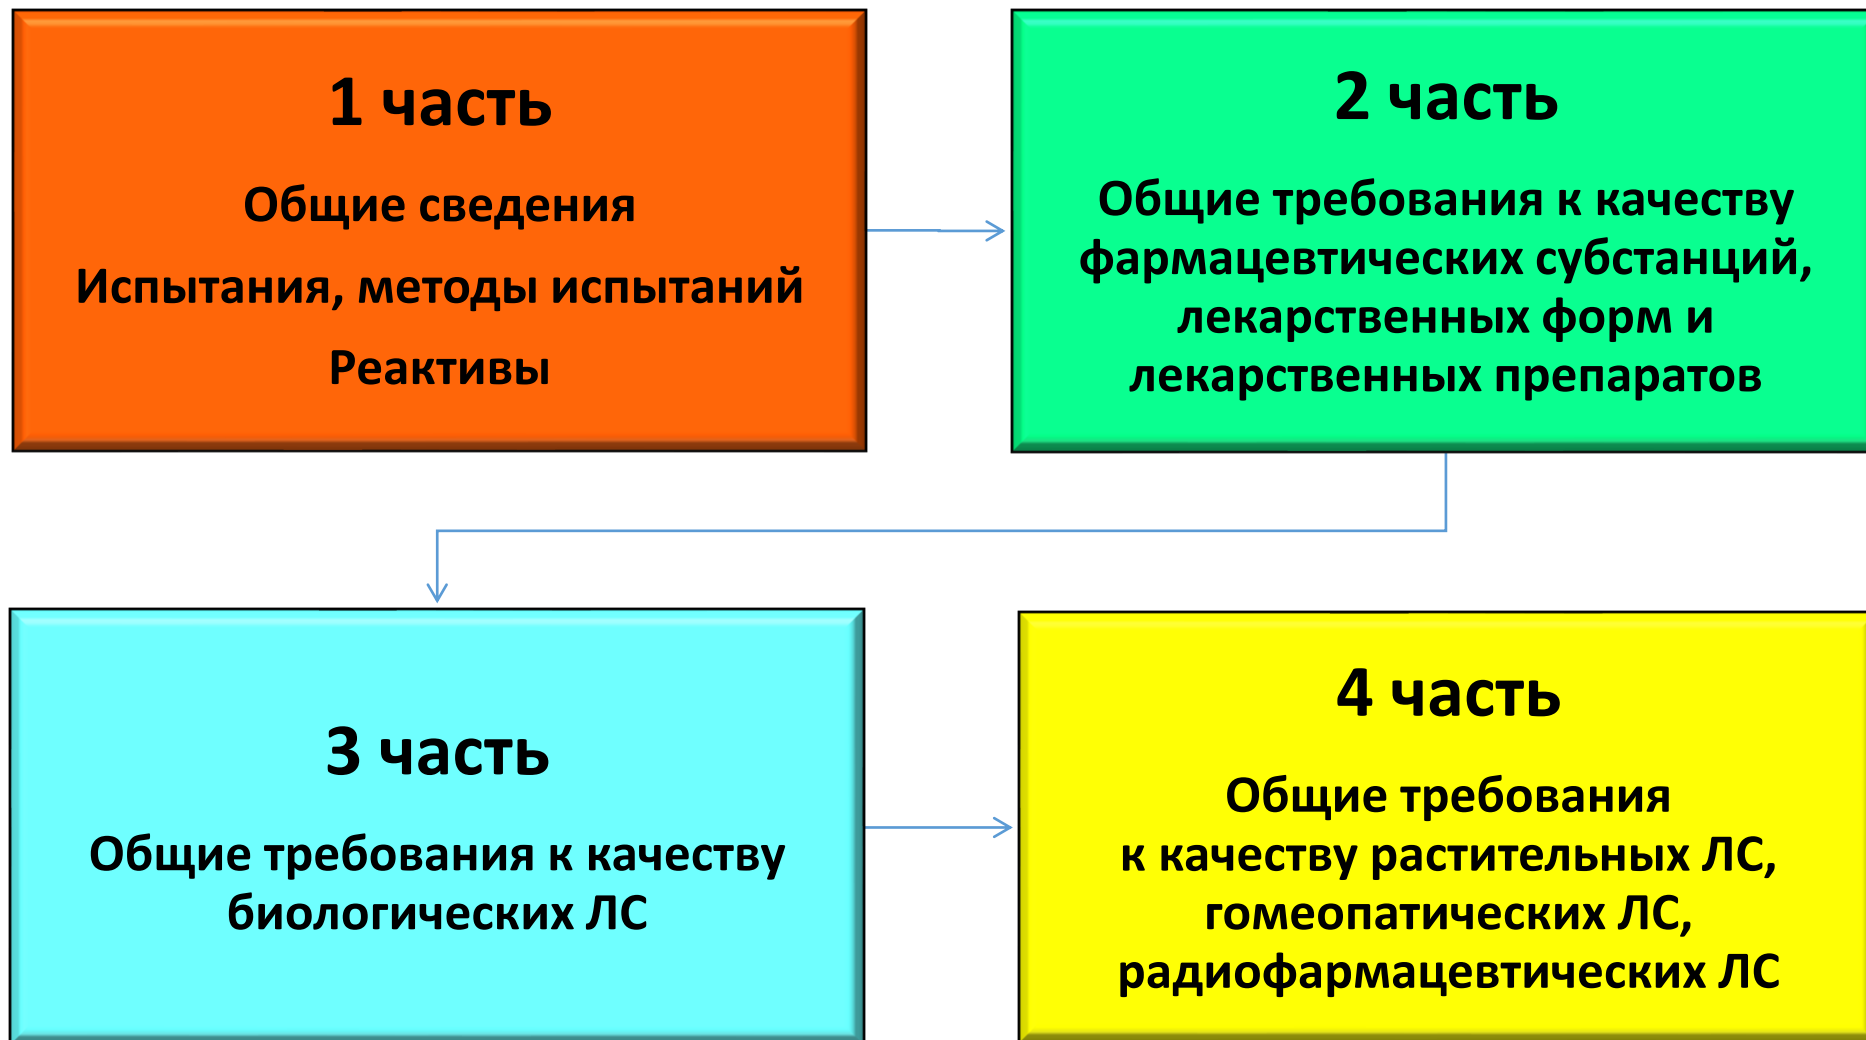 1 часть
Общие сведения
Испытания, методы испытаний
Реактивы
2 часть
Общие требования к качеству
фармацевтических субстанций,
лекарственных форм и
лекарственных препаратов
3 часть
Общие требования к качеству
биологических ЛС
4 часть
Общие требования
к качеству растительных ЛС,
гомеопатических ЛС,
радиофармацевтических ЛС